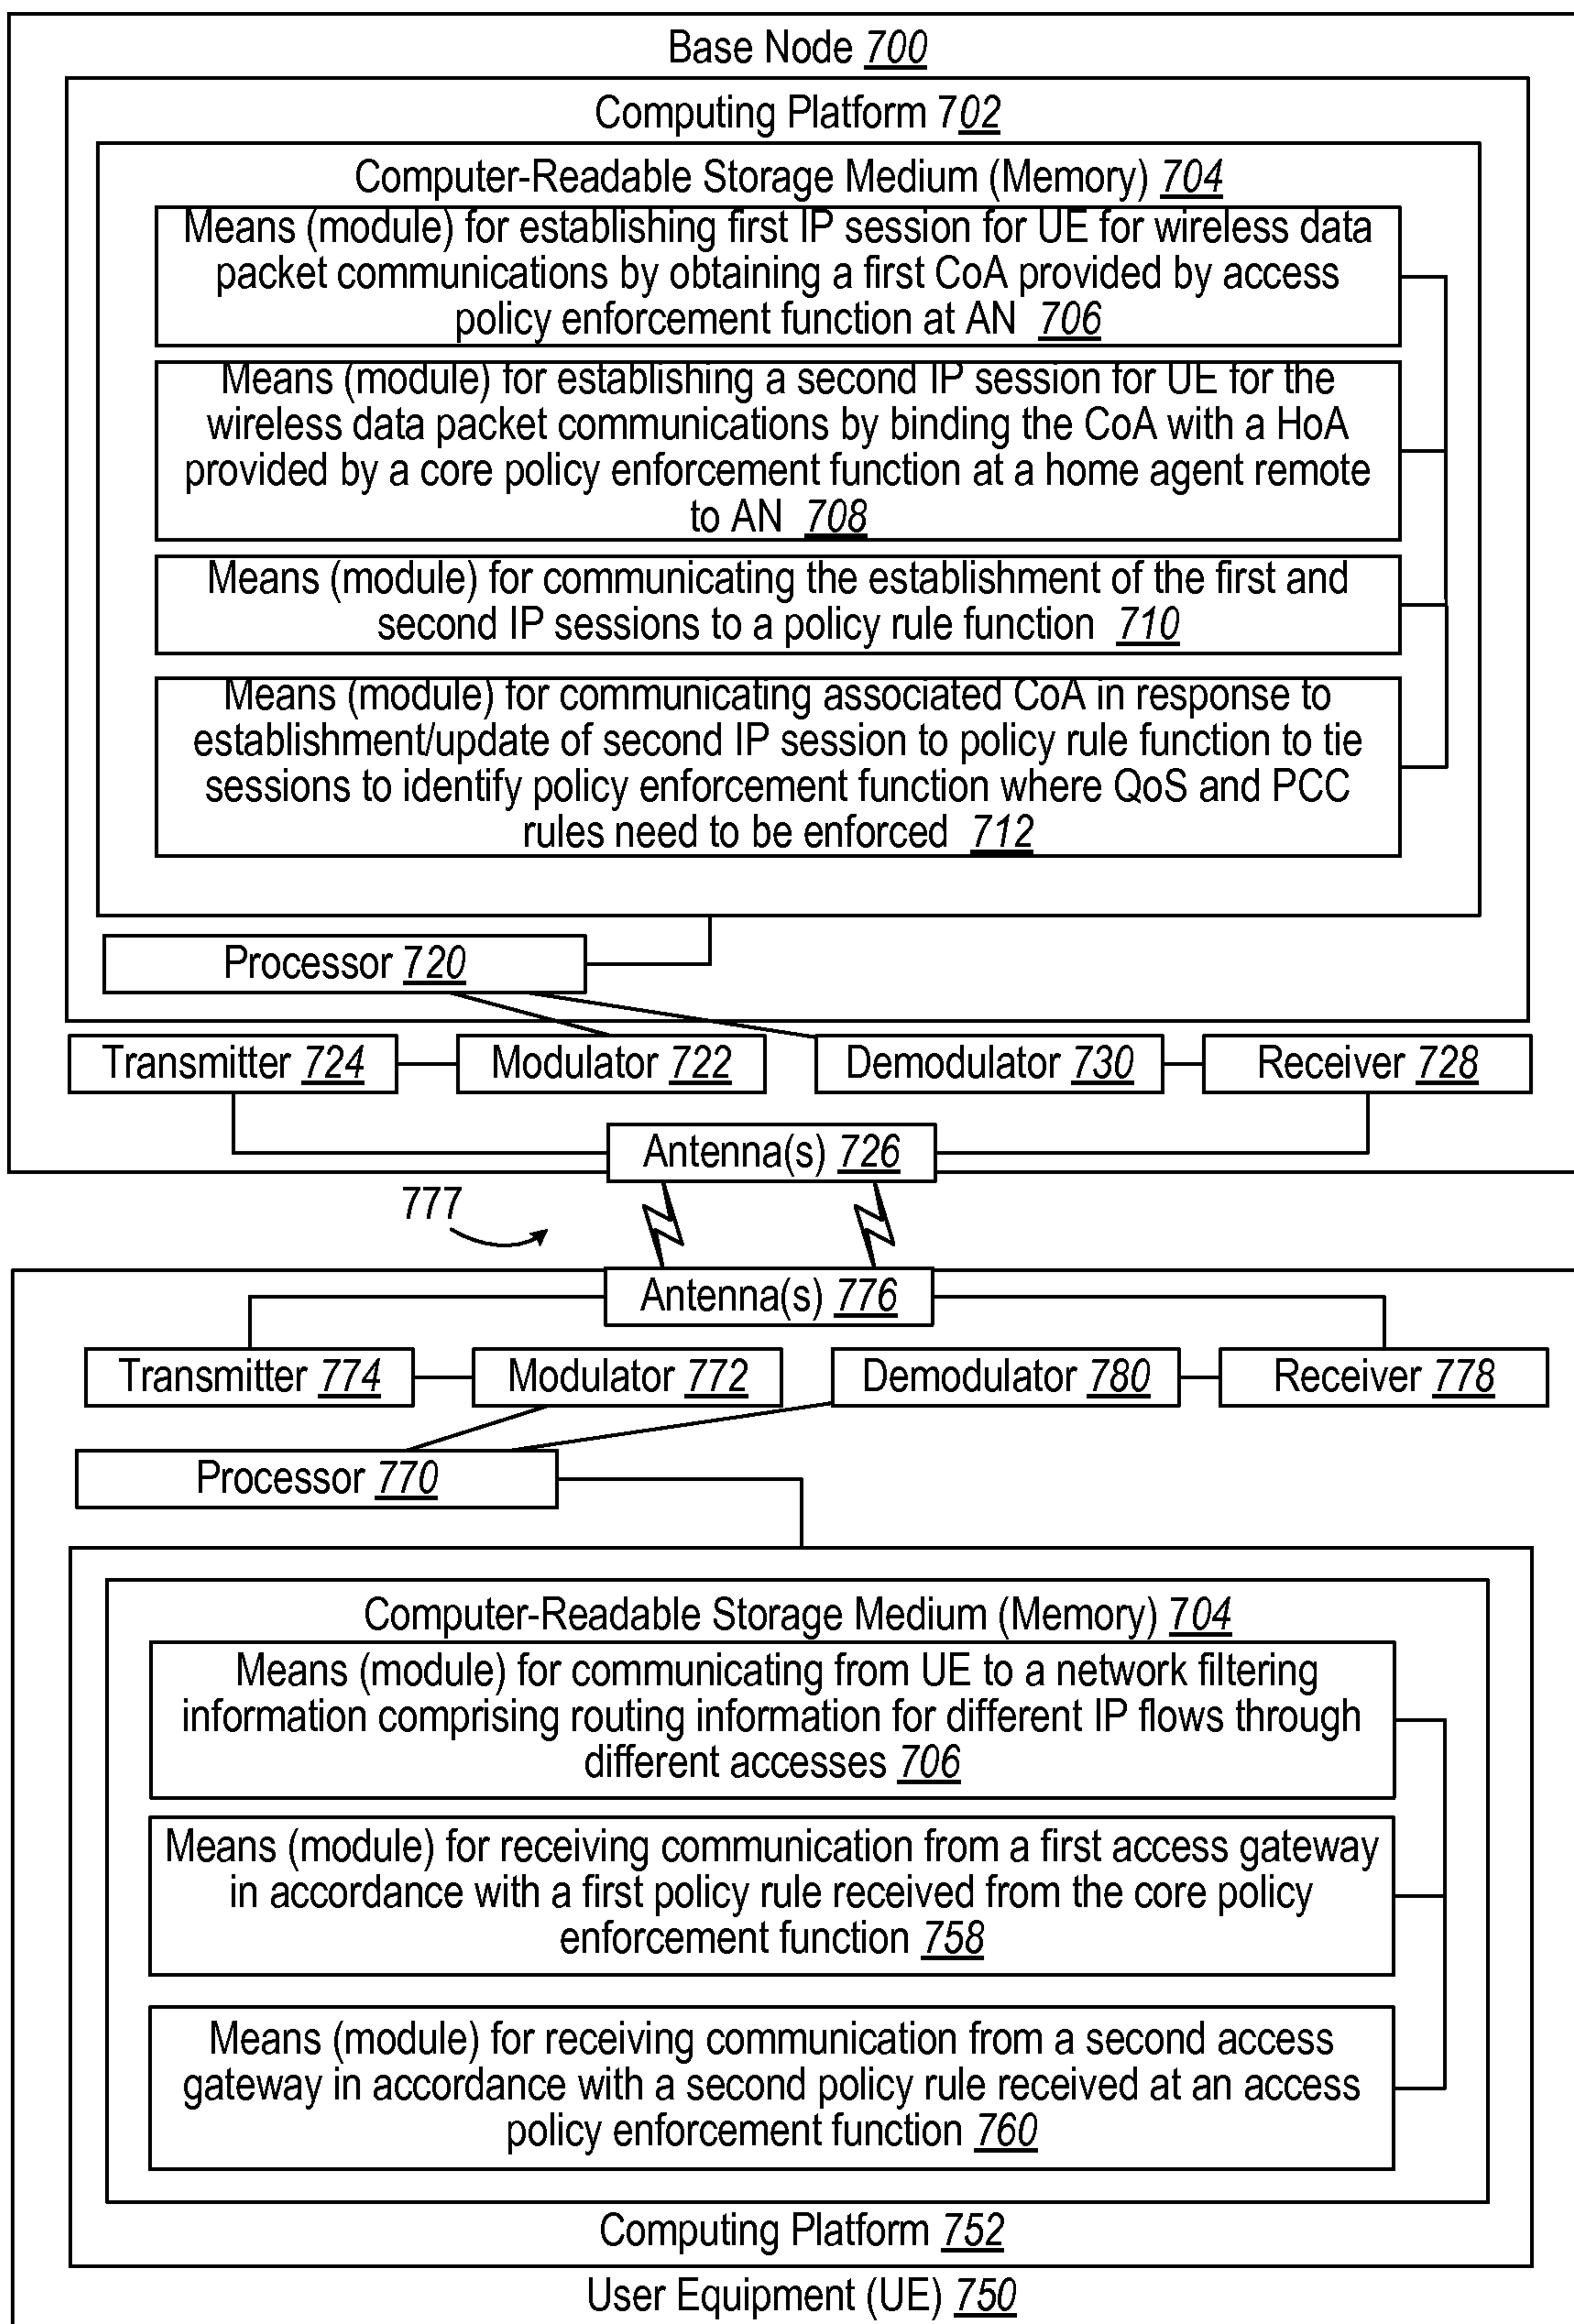 Base Node 700
Computing Platform 702
Computer-Readable Storage Medium (Memory) 704
Means (module) for establishing first IP session for UE for wireless data
packet communications by obtaining a first CoA provided by access
policy enforcement function at AN 706
Means (module) for establishing a second IP session for UE for the
wireless data packet communications by binding the CoA with a HoA
provided by a core policy enforcement function at a home agent remote
to AN 708
Means (module) for communicating the establishment of the first and
second IP sessions to a policy rule function 710
Means (module) for communicating associated CoA in response to
establishment/update of second IP session to policy rule function to tie
sessions to identify policy enforcement function where QoS and PCC
rules need to be enforced 712
Processor 720
Transmitter 724 Modulator 722 Demodulator 730 Receiver 728
Antenna(s) 726
777
Antenna(s) 776
Transmitter 774 Modulator 772 Demodulator 780 Receiver 778
Processor 770
Computer-Readable Storage Medium (Memory) 704
Means (module) for communicating from UE to a network filtering
information comprising routing information for different IP flows through
different accesses 706
Means (module) for receiving communication from a first access gateway
in accordance with a first policy rule received from the core policy
enforcement function 758
Means (module) for receiving communication from a second access
gateway in accordance with a second policy rule received at an access
policy enforcement function 760
Computing Platform 752
User Equipment (UE) 750